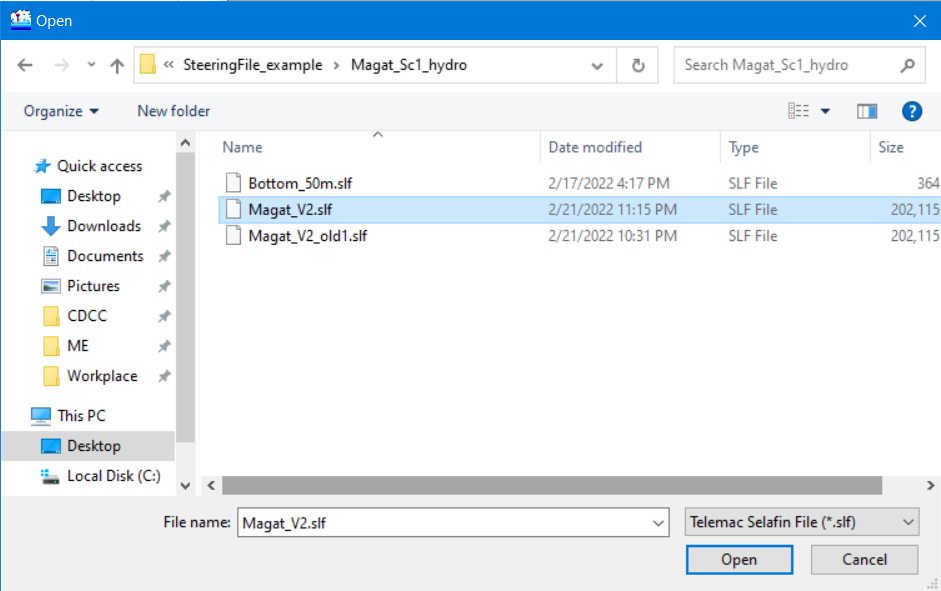 Open
« SteeringFile_example › Magat_Sc1_hydro
Search Magat_Sc1_hydro
Organize
New folder
?
Quick access
Desktop
Downloads
Documents
Pictures
CDCC
ME
Workplace
This PC
Desktop
Local Disk (C:)
Name Date modified Type Size
Bottom_50m.slf 2/17/2022 4:17 PM SLF File 364
Magat_V2.slf 2/21/2022 11:15 PM SLF File 202,115
Magat_V2_old1.slf 2/21/2022 10:31 PM SLF File 202,115
File name: Magat_V2.slf
Telemac Selafin File (*.slf)
Open
Cancel